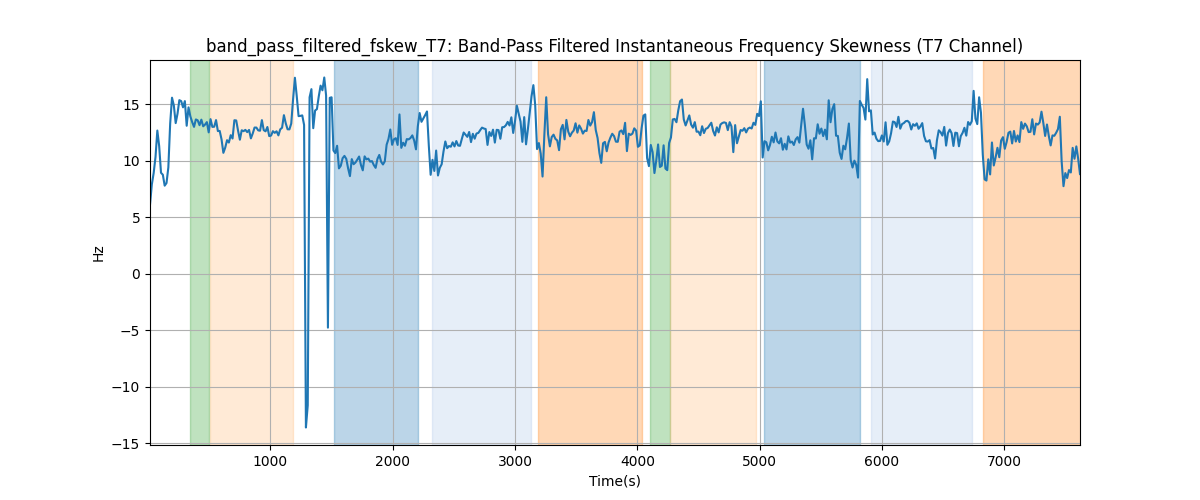 band_pass_filtered_fskew_T7: Band-Pass Filtered Instantaneous Frequency Skewness (T7 Channel)
15
10
5
0
−5
−10
−15
Hz
1000 2000 3000 4000 5000 6000 7000
Time(s)